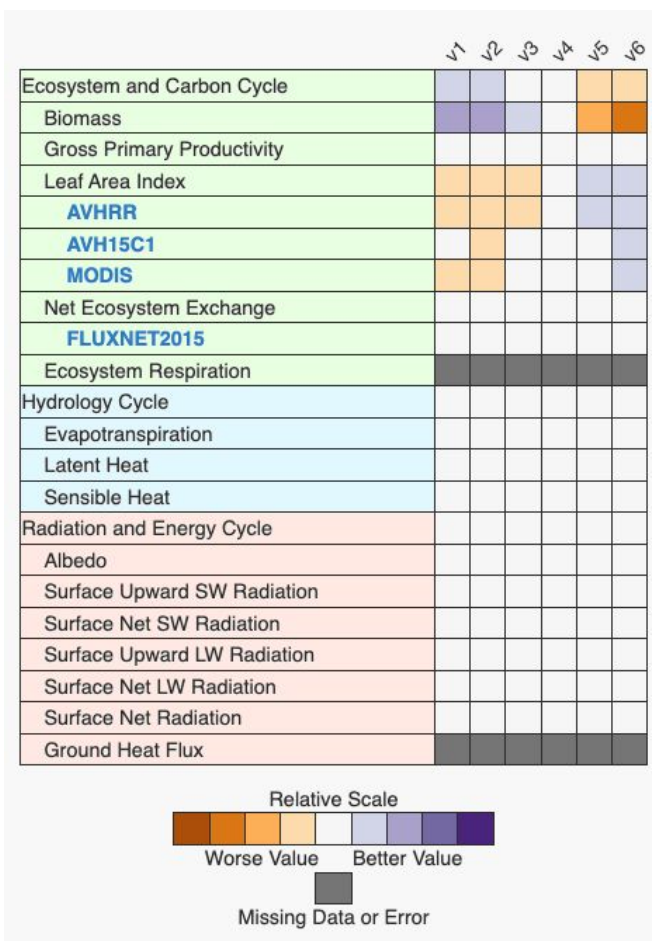 v1 v2 v3 v4 v5 v6
Ecosystem and Carbon Cycle
Biomass
Gross Primary Productivity
Leaf Area Index
AVHRR
AVH15C1
MODIS
Net Ecosystem Exchange
FLUXNET2015
Ecosystem Respiration
Hydrology Cycle
Evapotranspiration
Latent Heat
Sensible Heat
Radiation and Energy Cycle
Albedo
Surface Upward SW Radiation
Surface Net SW Radiation
Surface Upward LW Radiation
Surface Net LW Radiation
Surface Net Radiation
Ground Heat Flux
Relative Scale
Worse Value Better Value
Missing Data or Error